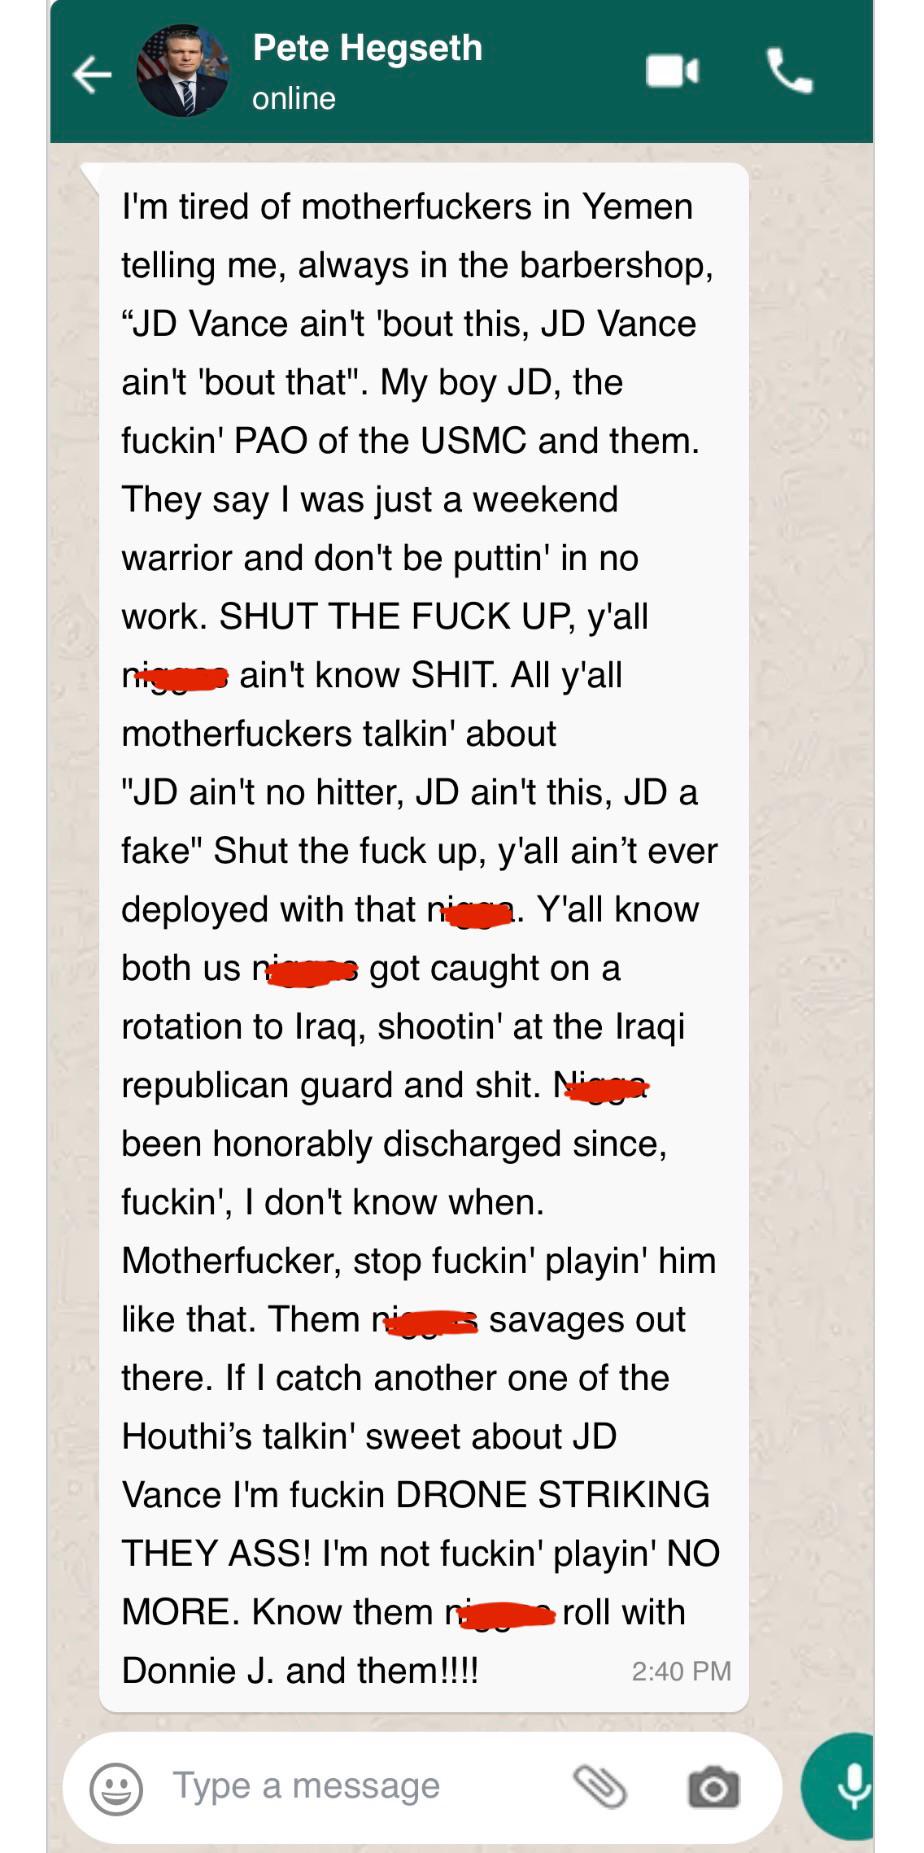 Pete Hegseth
online
I'm tired of motherfuckers in Yemen
telling me, always in the barbershop,
“JD Vance ain't 'bout this, JD Vance
ain't 'bout that". My boy JD, the
fuckin' PAO of the USMC and them.
They say I was just a weekend
warrior and don't be puttin' in no
work. SHUT THE FUCK UP, y'all
ain't know SHIT. All y'all
motherfuckers talkin' about
"JD ain't no hitter, JD ain't this, JD a
fake" Shut the fuck up, y'all ain’t ever
deployed with that . Y'all know
both us got caught on a
rotation to Iraq, shootin' at the Iraqi
republican guard and shit.
been honorably discharged since,
fuckin', I don't know when.
Motherfucker, stop fuckin' playin' him
like that. Them savages out
there. If I catch another one of the
Houthi’s talkin' sweet about JD
Vance I'm fuckin DRONE STRIKING
THEY ASS! I'm not fuckin' playin' NO
MORE. Know them roll with
Donnie J. and them!!!!
2:40 PM
Type a message